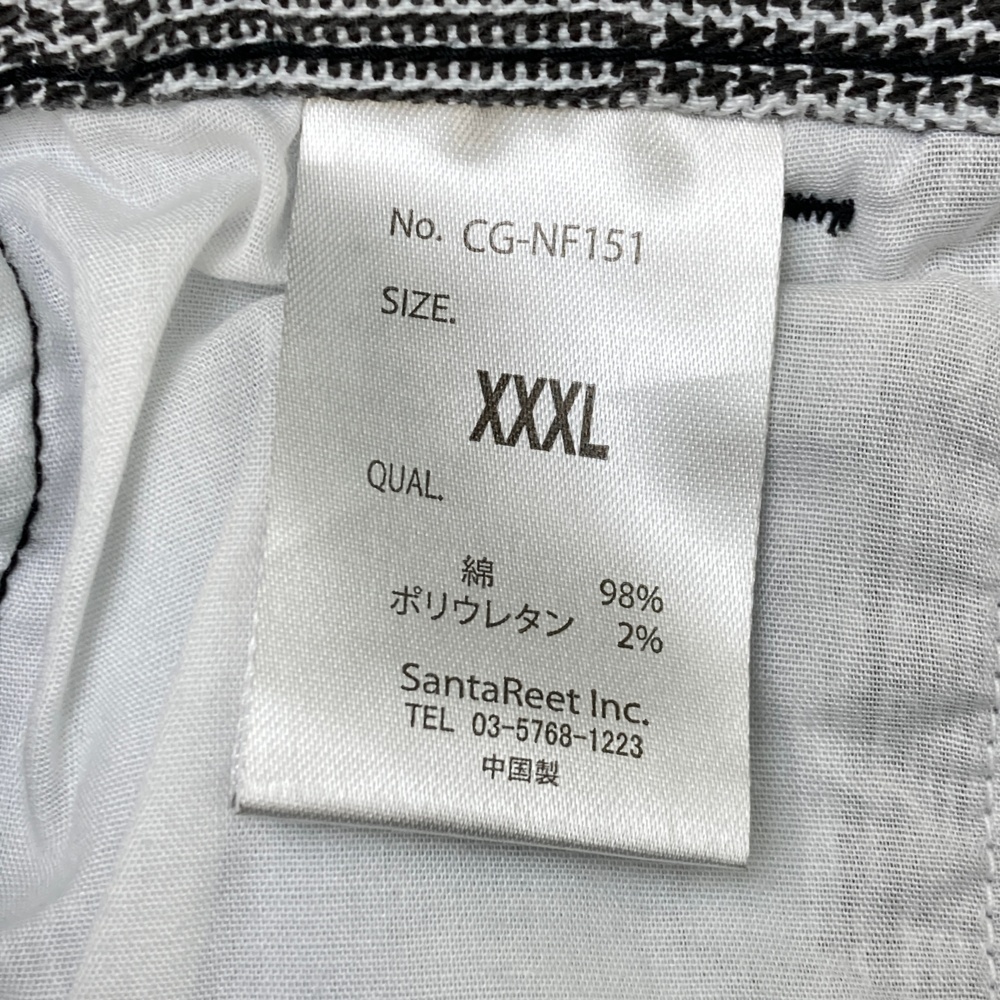 No. CG-NF151
SIZE.
XXXL
QUAL.
綿 98%
ポリウレタン 2%
SantaReet Inc.
TEL 03-5768-1223
中国製